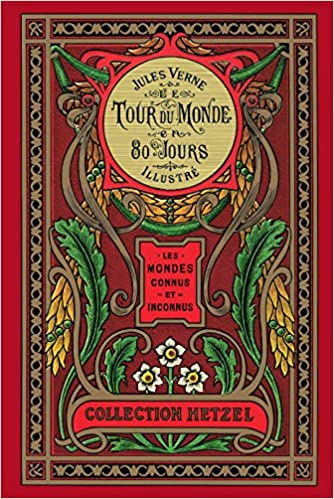 JULES VERNE
LE
TOUR DU MONDE
en
80 JOURS
ILLUSTRÉ
LES
MONDES
CONNUS
- ET -
INCONNUS
COLLECTION HETZEL